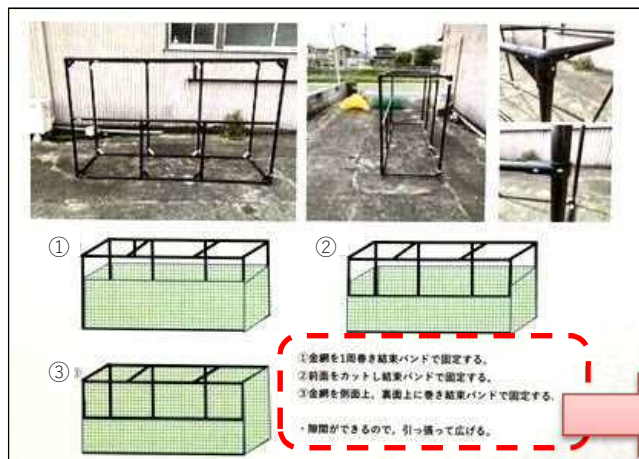 ①
②
③
①金網を1周巻き結束バンドで固定する。
②前面をカットし結束バンドで固定する。
③金網を側面上、裏面上に巻き結束バンドで固定する。
・隙間ができるので、引っ張って広げる。